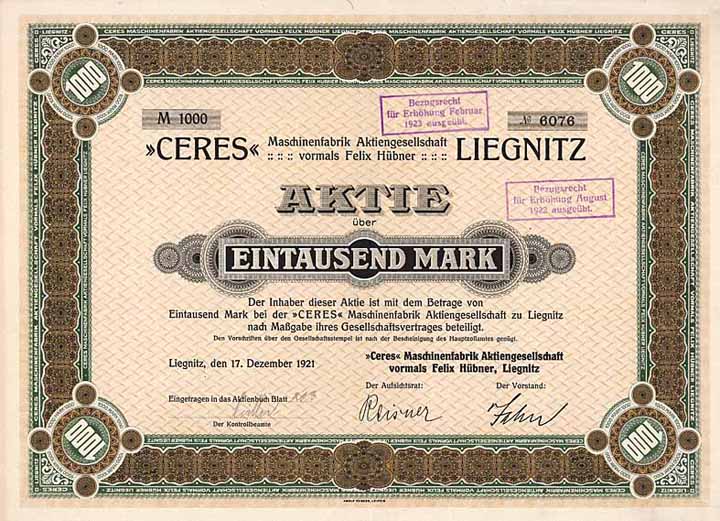 CERES MASCHINENFABRIK AKTIENGESELLSCHAFT VORMALS FELIX HÜBNER LIEGNITZ
1000
1000
M 1000
Bezugsrecht
für Erhöhung Februar
1923 ausgeübt.
№ 6076
»CERES« Maschinenfabrik Aktiengesellschaft :: :: :: vormals Felix Hübner :: :: :: LIEGNITZ
AKTIE
Bezugsrecht
für Erhöhung August
1922 ausgeübt.
über
EINTAUSEND MARK
Der Inhaber dieser Aktie ist mit dem Betrage von
Eintausend Mark bei der »CERES« Maschinenfabrik Aktiengesellschaft zu Liegnitz
nach Maßgabe ihres Gesellschaftsvertrages beteiligt.
Den Vorschriften über den Gesellschaftsstempel ist nach der Bescheinigung des Hauptzollamtes genügt.
Liegnitz, den 17. Dezember 1921
»Ceres« Maschinenfabrik Aktiengesellschaft
vormals Felix Hübner, Liegnitz
Der Aufsichtsrat: Der Vorstand:
Eingetragen in das Aktienbuch Blatt
Reisner
Der Kontrollbeamte
1000
1000